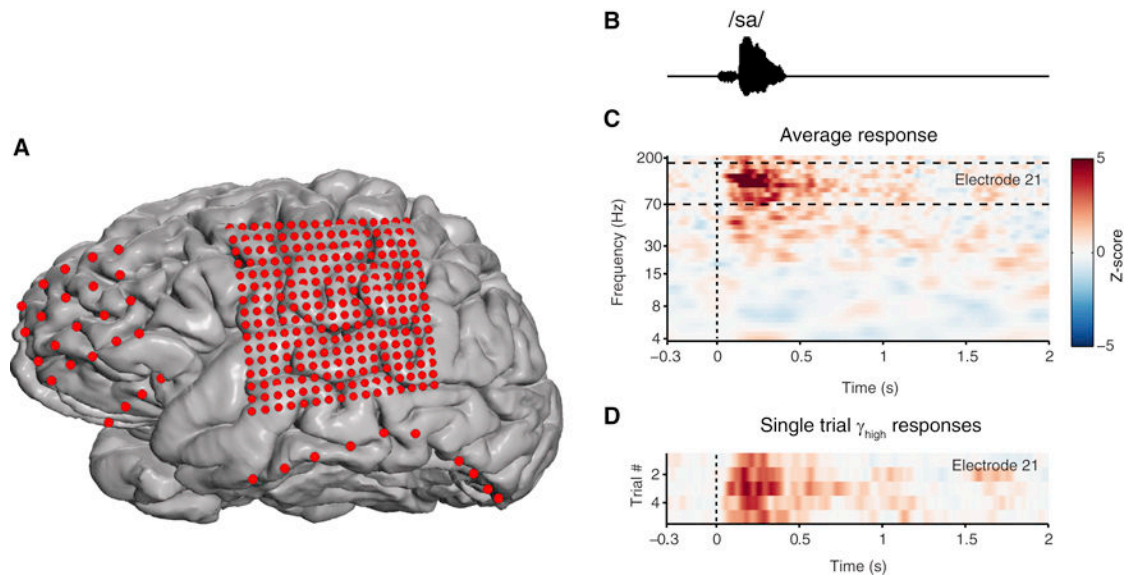 A
B
/sa/
C
Average response
Frequency (Hz)
200
70
30
15
8
4
Electrode 21
−0.3 0 0.5 1 1.5 2
Time (s)
5
0
−5
Z-score
D
Single trial γhigh responses
Trial #
2
4
Electrode 21
−0.3 0 0.5 1 1.5 2
Time (s)